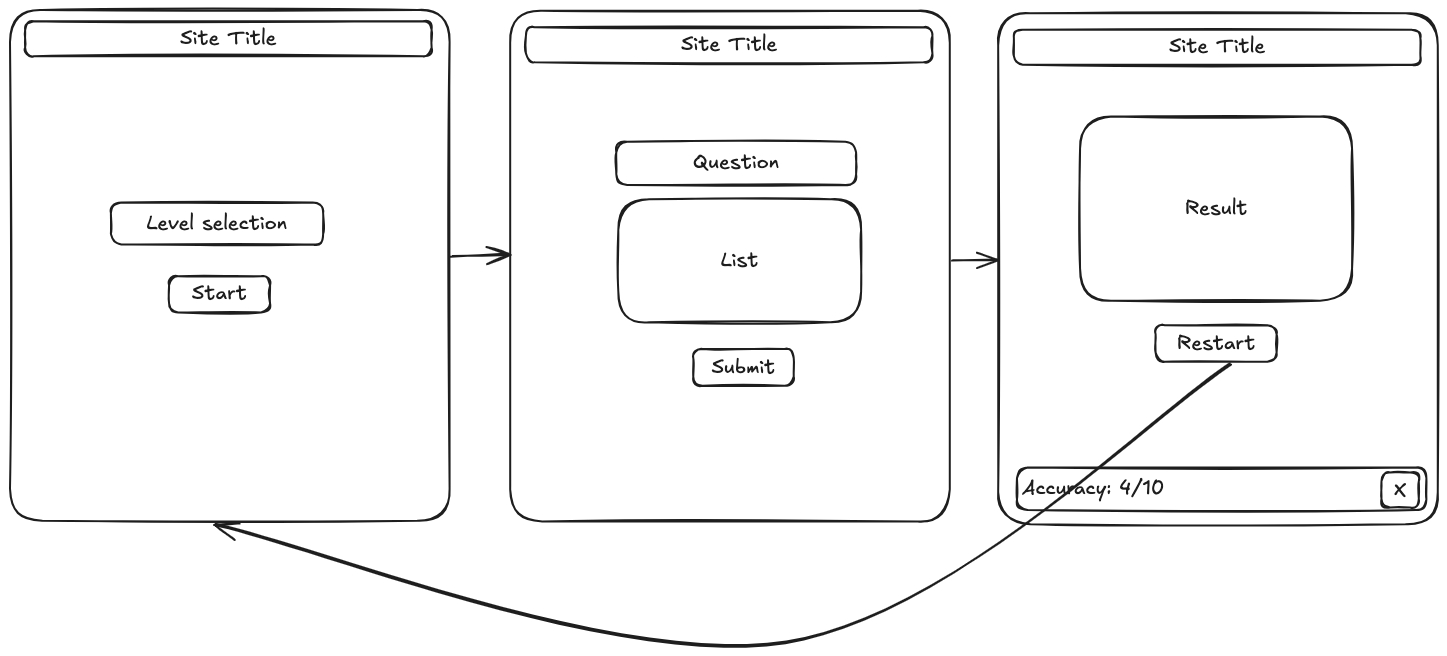 Site Title
Level selection
Start
Site Title
Question
List
Submit
Site Title
Result
Restart
Accuracy: 4/10
X